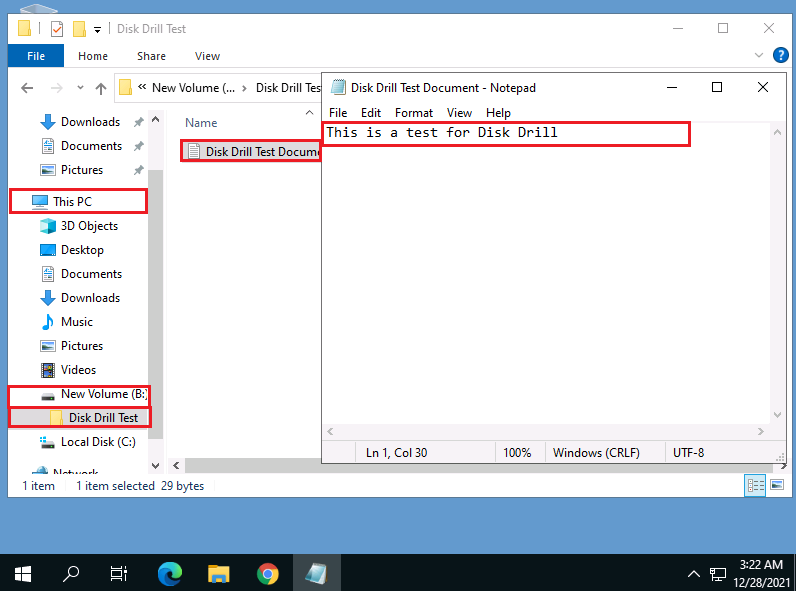 Disk Drill Test
File Home Share View
« New Volume (... › Disk Drill Tes
Name
Disk Drill Test Docume
Downloads
Documents
Pictures
This PC
3D Objects
Desktop
Documents
Downloads
Music
Pictures
Videos
New Volume (B:)
Disk Drill Test
Local Disk (C:)
Network
1 item 1 item selected 29 bytes
Disk Drill Test Document - Notepad
File Edit Format View Help
This is a test for Disk Drill
Ln 1, Col 30 100% Windows (CRLF) UTF-8
3:22 AM
12/28/2021